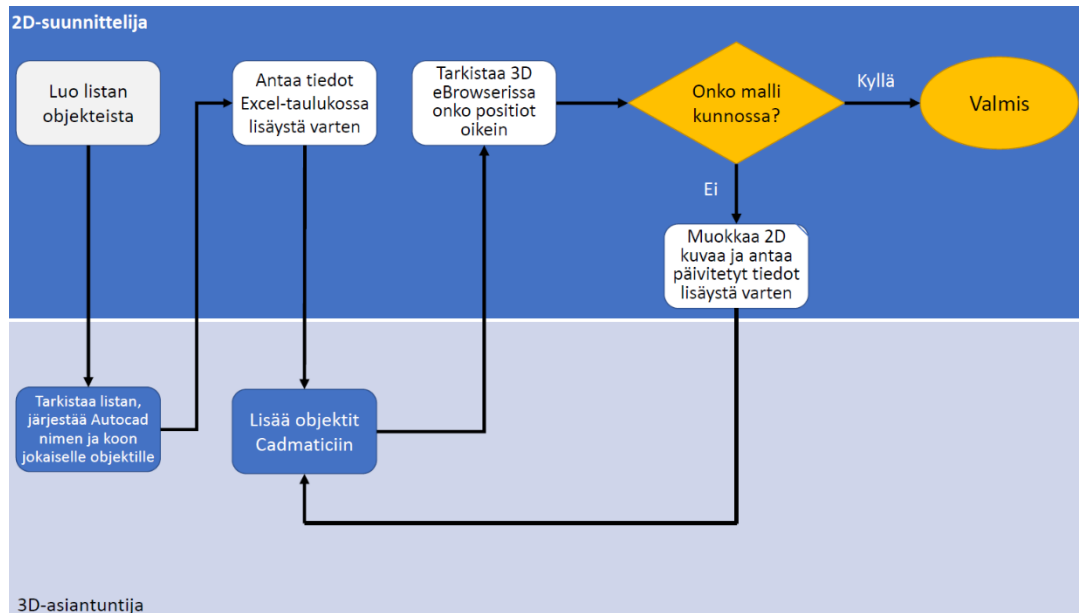 2D-suunnittelija
Luo listan
objekteista
Antaa tiedot
Excel-taulukossa
lisäystä varten
Tarkistaa 3D
eBrowserissa
onko positiot
oikein
Onko malli
kunnossa?
Kyllä
Valmis
Ei
Muokkaa 2D
kuvaa ja antaa
päivitetyt tiedot
lisäystä varten
Tarkistaa listan,
järjestää Autocad
nimen ja koon
jokaiselle objektille
Lisää objektit
Cadmaticiin
3D-asiantuntija